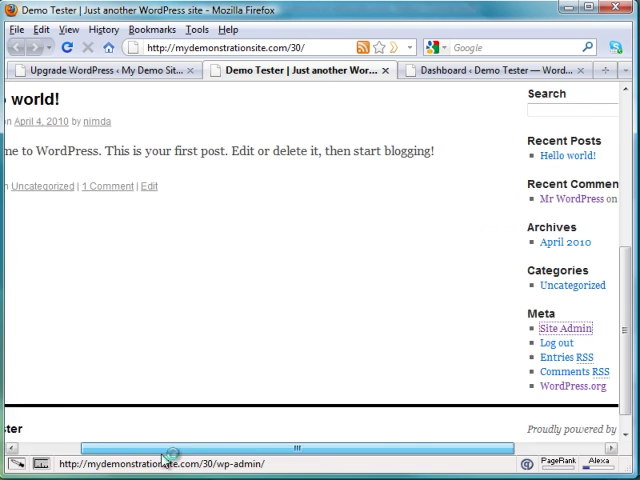 Demo Tester | Just another WordPress site - Mozilla Firefox
File Edit View History Bookmarks Tools Help
http://mydemonstrationsite.com/30/
Google
Upgrade WordPress ‹ My Demo Sit...
Demo Tester | Just another Wor...
Dashboard ‹ Demo Tester — Word...
o world!
on April 4, 2010 by nimda
me to WordPress. This is your first post. Edit or delete it, then start blogging!
n Uncategorized | 1 Comment | Edit
Search
Recent Posts
Hello world!
Recent Commen
Mr WordPress on
Archives
April 2010
Categories
Uncategorized
Meta
Site Admin
Log out
Entries RSS
Comments RSS
WordPress.org
ster
Proudly powered by
http://mydemonstrationsite.com/30/wp-admin/
PageRank
Alexa